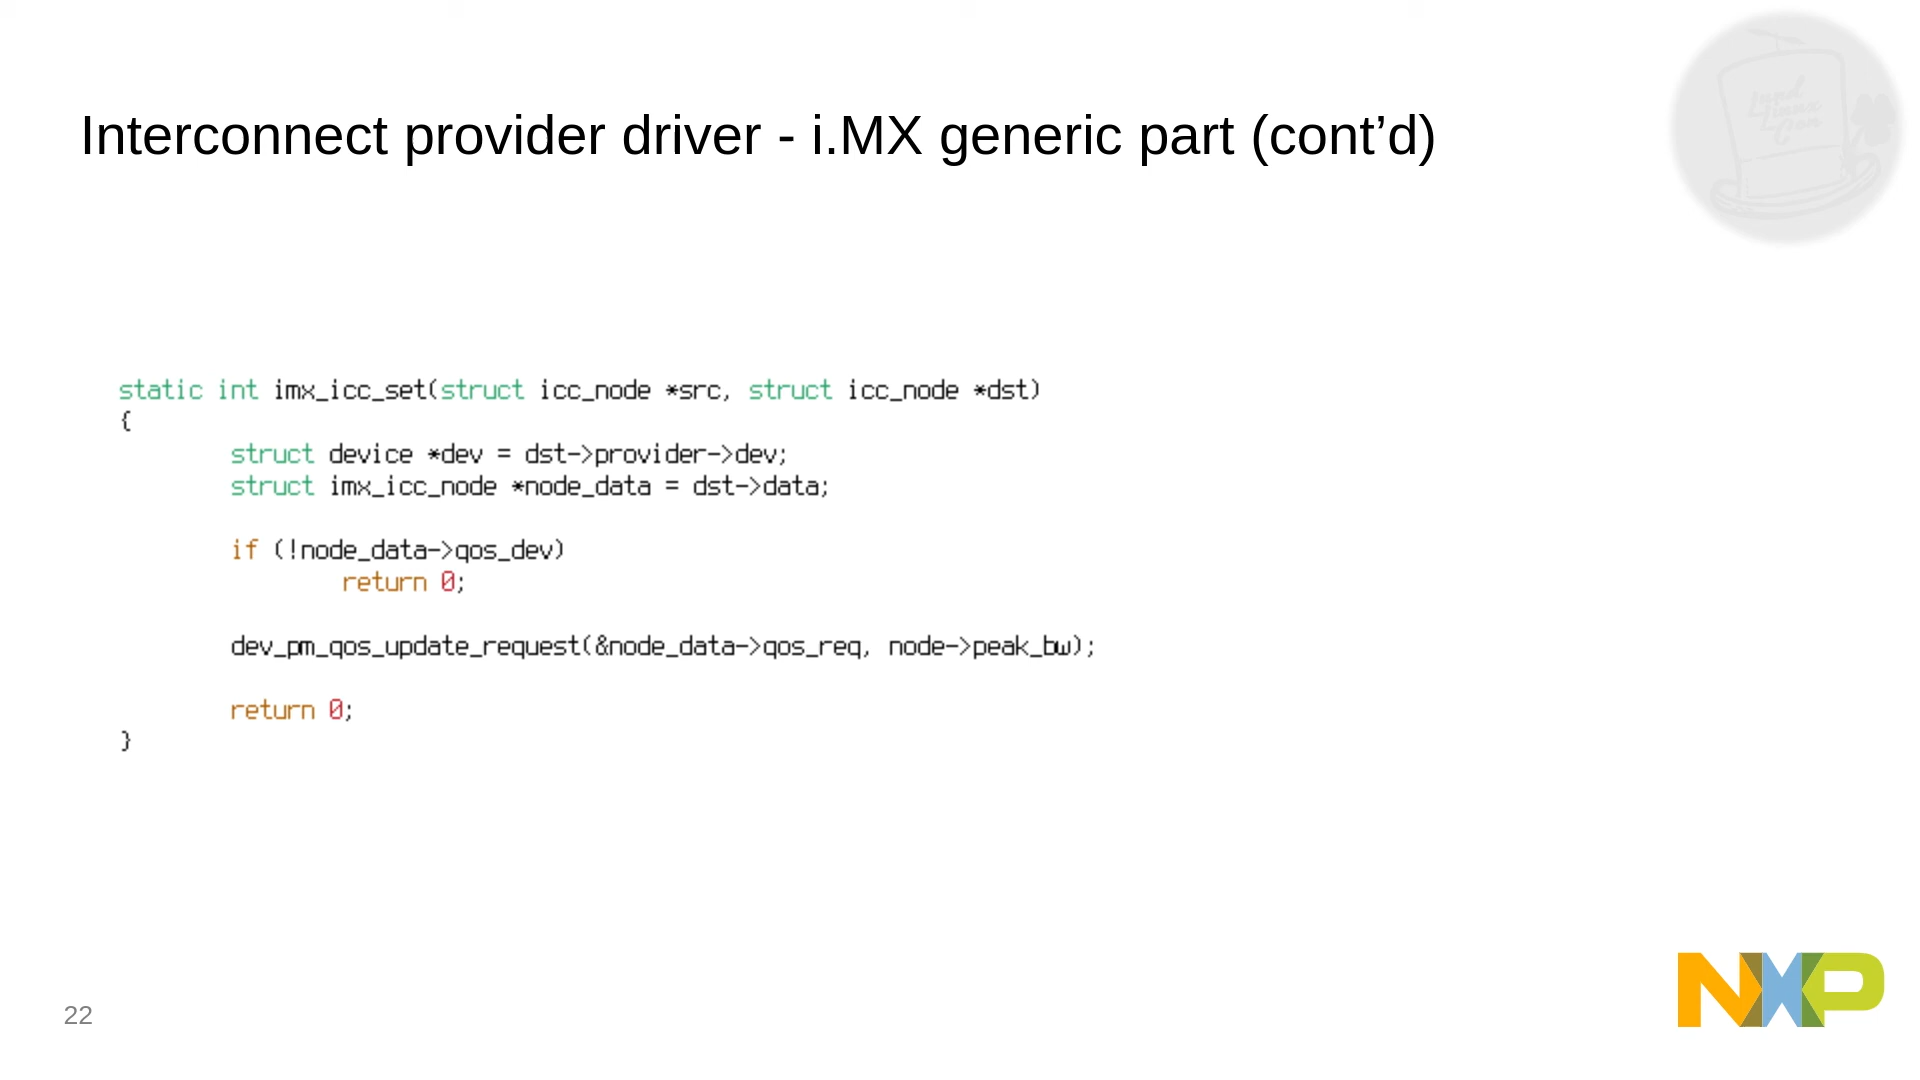 Interconnect provider driver - i.MX generic part (cont’d)
static int imx_icc_set(struct icc_node *src, struct icc_node *dst)
{
        struct device *dev = dst->provider->dev;
        struct imx_icc_node *node_data = dst->data;
        if (!node_data->qos_dev)
                return 0;
        dev_pm_qos_update_request(&node_data->qos_req, node->peak_bw);
        return 0;
}
22
NXP